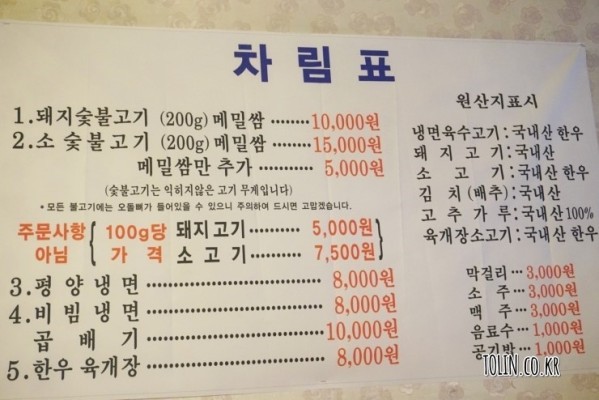 차림표
1.돼지숯불고기 (200g) 메밀쌈 ········· 10,000원
2.소 숯불고기 (200g) 메밀쌈 ········ 15,000원
메밀쌈만 추가 ········ 5,000원
(숯불고기는 익히지않은 고기 무게입니다)
* 모든 불고기에는 오돌뼈가 들어있을 수 있으니 주의하여 드시면 고맙겠습니다.
주문사항 아님 { 100g당 가격 돼지고기 ········ 5,000원 }
소고기 ········ 7,500원
3.평양냉면 ········ 8,000원
4.비빔냉면 ········ 8,000원
곱배기 ········ 10,000원
5.한우 육개장 ········ 8,000원
원산지표시
냉면육수고기:국내산 한우
돼지고기:국내산
소고기:국내산 한우
김치(배추):국내산
고추가루:국내산100%
육개장소고기:국내산 한우
막걸리 ··· 3,000원
소주 ··· 3,000원
맥주 ··· 3,000원
음료수 ··· 1,000원
공기밥 ··· 1,000원
TOLIN.CO.KR